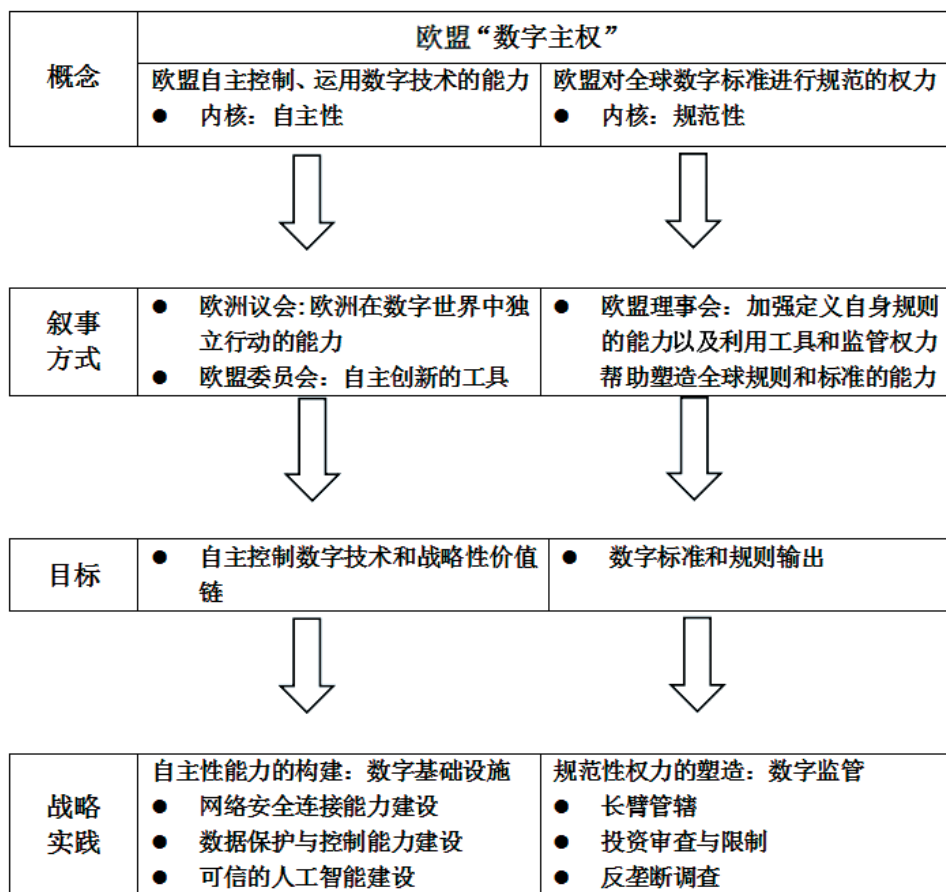 概念
欧盟“数字主权”
欧盟自主控制、运用数字技术的能力
● 内核：自主性
欧盟对全球数字标准进行规范的权力
● 内核：规范性
叙事
方式
● 欧洲议会:欧洲在数字世界中独
立行动的能力
● 欧盟委员会：自主创新的工具
● 欧盟理事会：加强定义自身规则
的能力以及利用工具和监管权力
帮助塑造全球规则和标准的能力
目标
● 自主控制数字技术和战略性价值
链
● 数字标准和规则输出
战略
实践
自主性能力的构建：数字基础设施
● 网络安全连接能力建设
● 数据保护与控制能力建设
● 可信的人工智能建设
规范性权力的塑造：数字监管
● 长臂管辖
● 投资审查与限制
● 反垄断调查